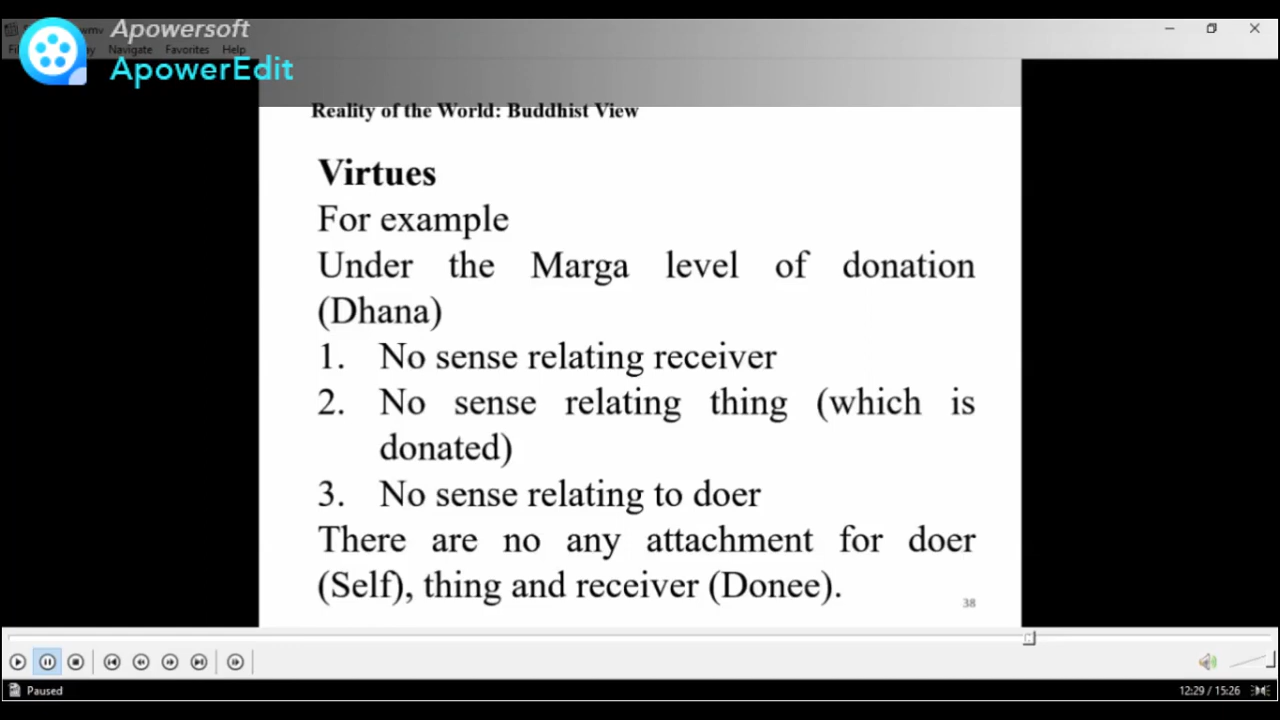 Apowersoft
ApowerEdit
wmv
Navigate Favorites Help
Reality of the World: Buddhist View
Virtues
For example
Under the Marga level of donation
(Dhana)
1. No sense relating receiver
2. No sense relating thing (which is
donated)
3. No sense relating to doer
There are no any attachment for doer
(Self), thing and receiver (Donee).
38
Paused
12:29 / 15:26